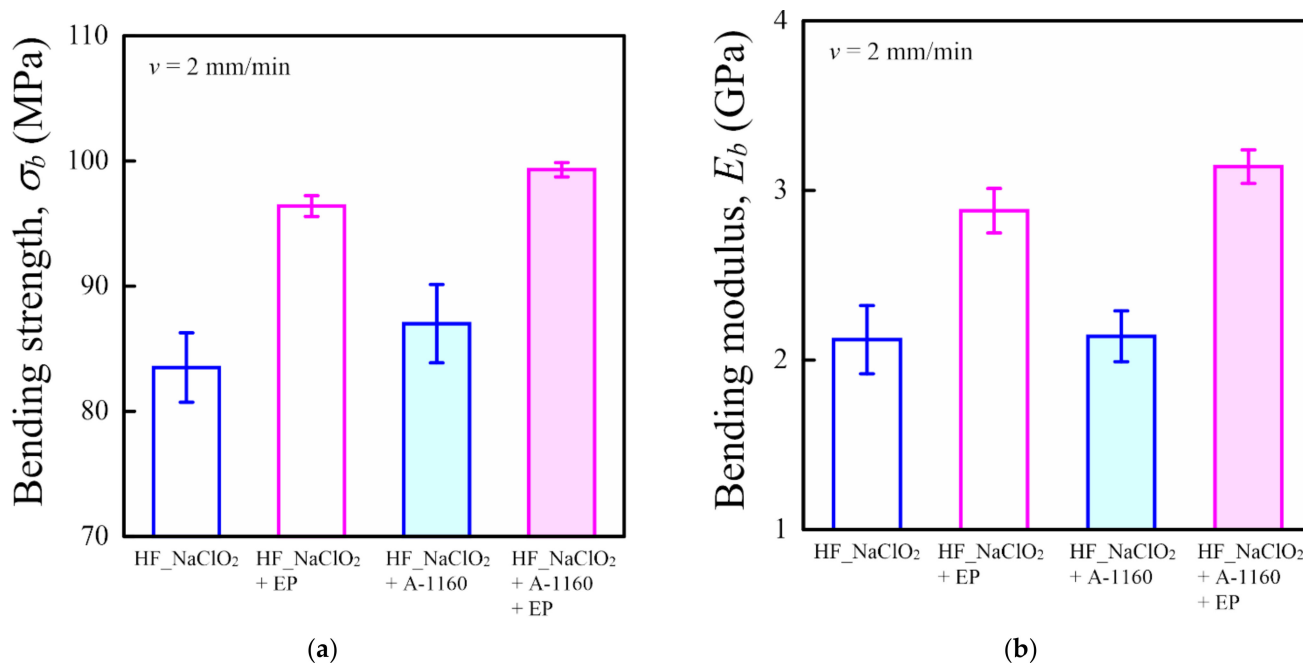 110
100
90
80
70
Bending strength, σb (MPa)
v = 2 mm/min
HF_NaClO₂
HF_NaClO₂
+ EP
HF_NaClO₂
+ A-1160
HF_NaClO₂
+ A-1160
+ EP
(a)
4
3
2
1
Bending modulus, Eb (GPa)
v = 2 mm/min
HF_NaClO₂
HF_NaClO₂
+ EP
HF_NaClO₂
+ A-1160
HF_NaClO₂
+ A-1160
+ EP
(b)